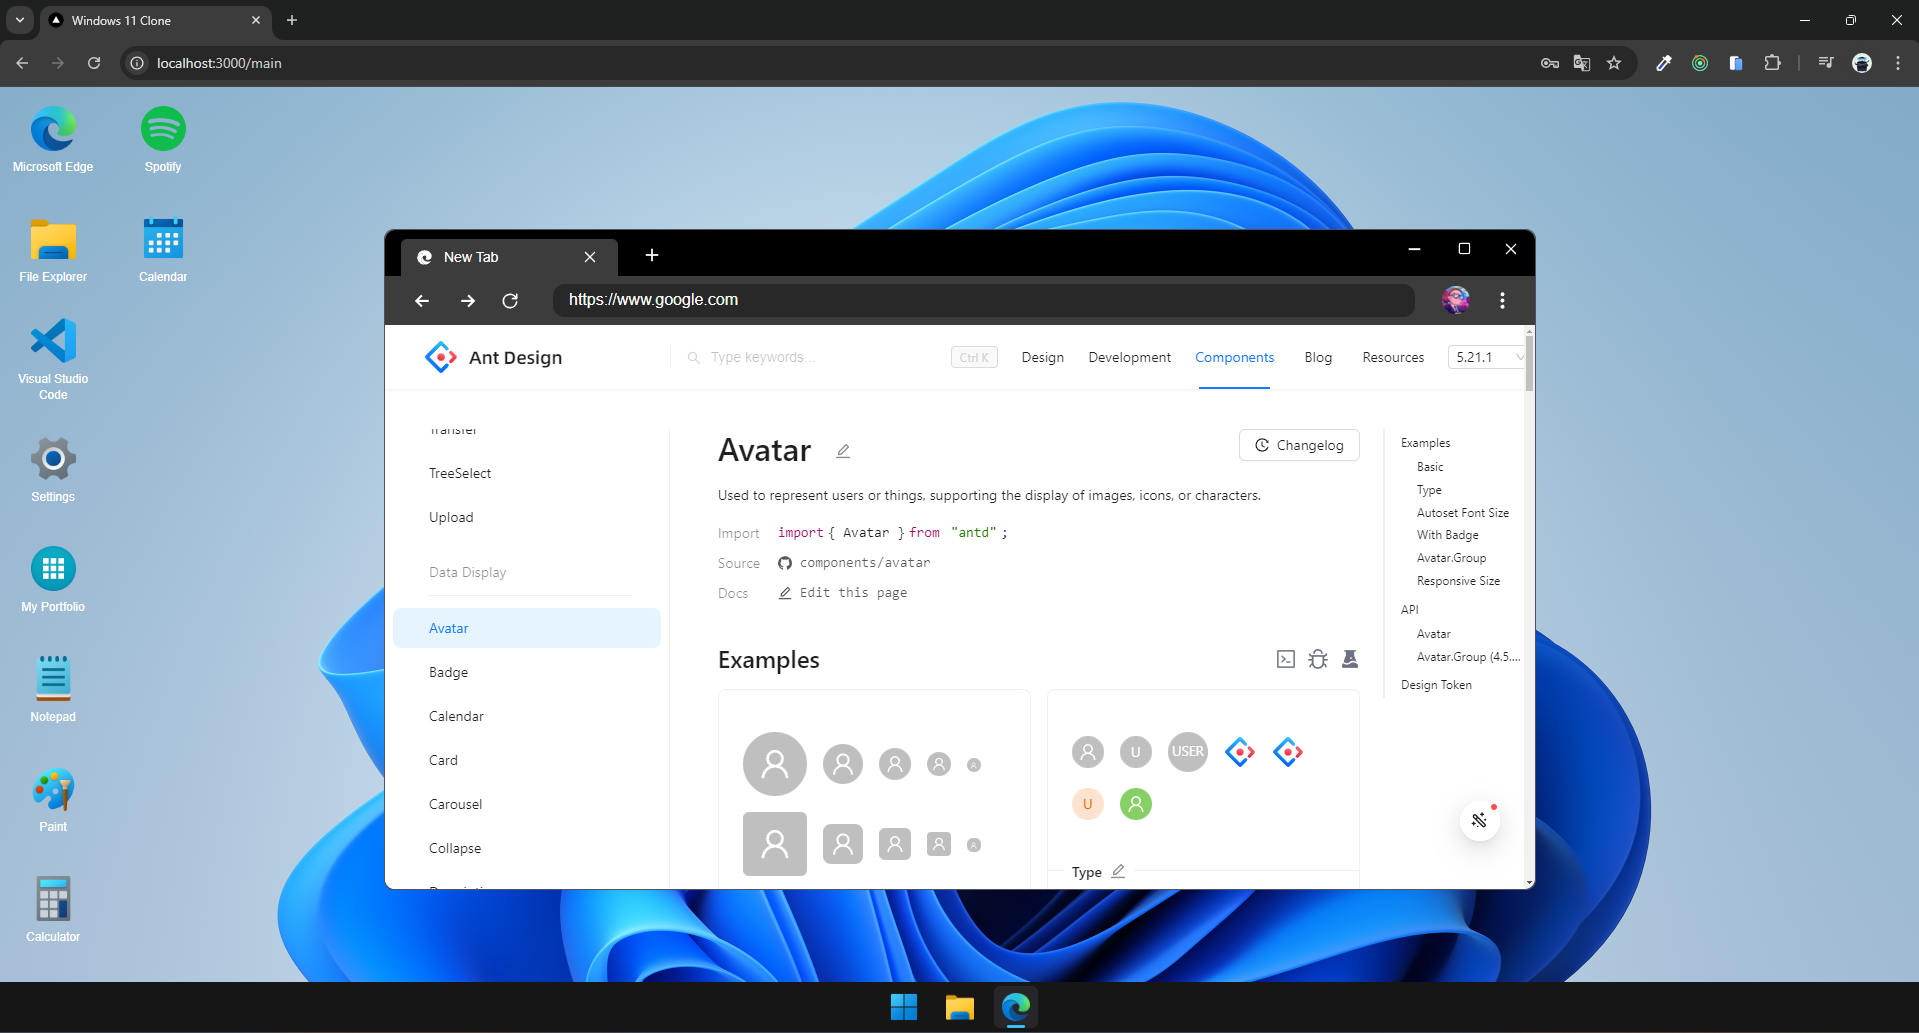 Windows 11 Clone
localhost:3000/main
Microsoft Edge
Spotify
File Explorer
Calendar
Visual Studio
Code
Settings
My Portfolio
Notepad
Paint
Calculator
New Tab
https://www.google.com
Ant Design
Type keywords...
Ctrl K
Design
Development
Components
Blog
Resources
5.21.1
Transfer
TreeSelect
Upload
Data Display
Avatar
Badge
Calendar
Card
Carousel
Collapse
Avatar
Changelog
Used to represent users or things, supporting the display of images, icons, or characters.
Import import { Avatar } from "antd" ;
Source components/avatar
Docs Edit this page
Examples
U
USER
U
Type
Examples
Basic
Type
Autoset Font Size
With Badge
Avatar.Group
Responsive Size
API
Avatar
Avatar.Group (4.5....
Design Token